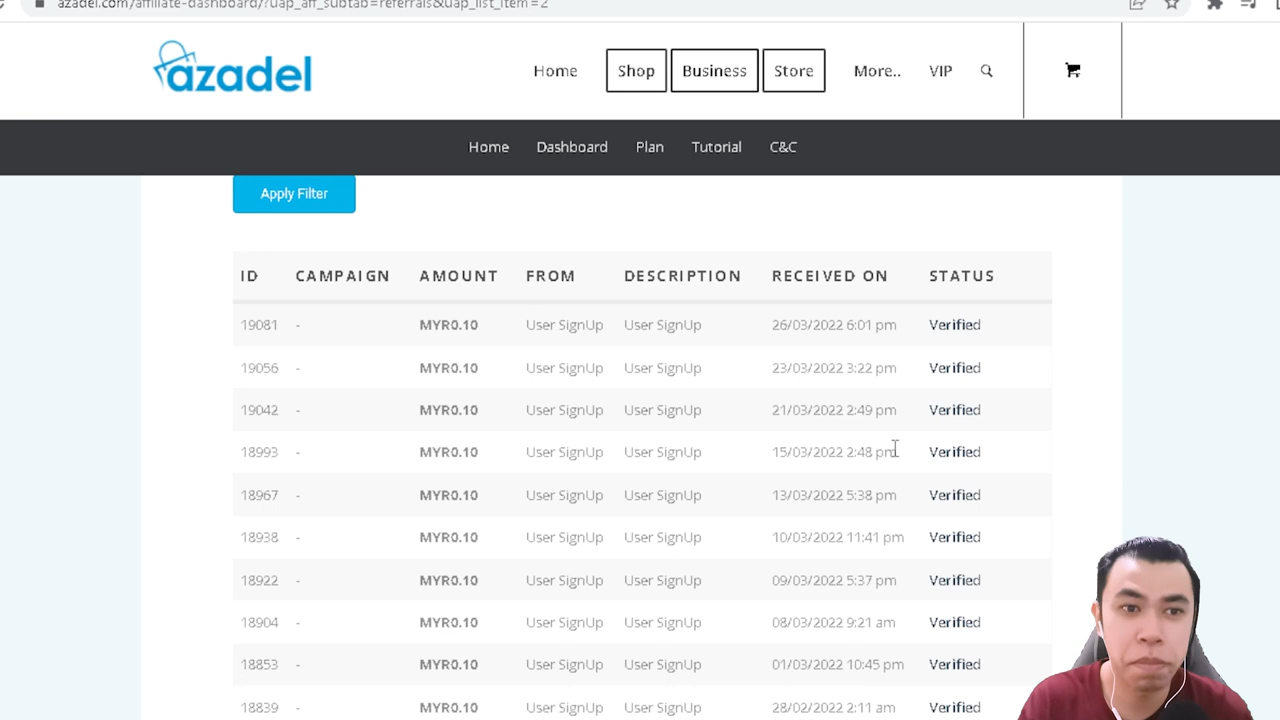 azadel.com/affiliate-dashboard/?uap_aff_subtab=referrals&uap_list_item=2
azadel
Home Shop Business Store More.. VIP
Home Dashboard Plan Tutorial C&C
Apply Filter
ID CAMPAIGN AMOUNT FROM DESCRIPTION RECEIVED ON STATUS
19081 - MYR0.10 User SignUp User SignUp 26/03/2022 6:01 pm Verified
19056 - MYR0.10 User SignUp User SignUp 23/03/2022 3:22 pm Verified
19042 - MYR0.10 User SignUp User SignUp 21/03/2022 2:49 pm Verified
18993 - MYR0.10 User SignUp User SignUp 15/03/2022 2:48 pm Verified
18967 - MYR0.10 User SignUp User SignUp 13/03/2022 5:38 pm Verified
18938 - MYR0.10 User SignUp User SignUp 10/03/2022 11:41 pm Verified
18922 - MYR0.10 User SignUp User SignUp 09/03/2022 5:37 pm Verified
18904 - MYR0.10 User SignUp User SignUp 08/03/2022 9:21 am Verified
18853 - MYR0.10 User SignUp User SignUp 01/03/2022 10:45 pm Verified
18839 - MYR0.10 User SignUp User SignUp 28/02/2022 2:11 am Verified